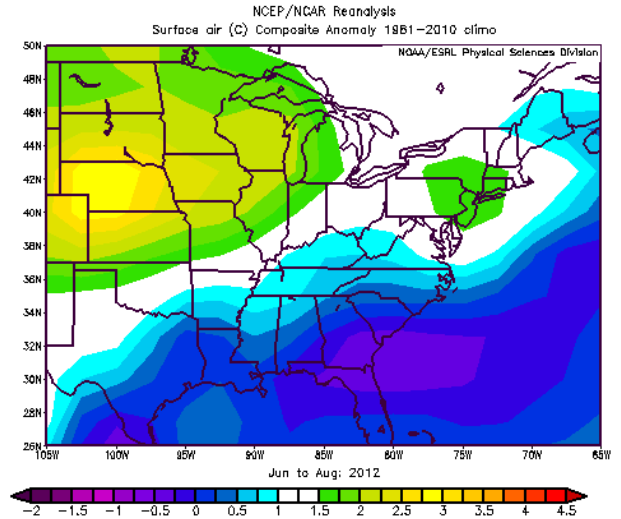 NCEP/NCAR Reanalysis
Surface air (C) Composite Anomaly 1981-2010 climo
NOAA/ESRL Physical Sciences Division
50N
48N
46N
44N
42N
40N
38N
36N
34N
32N
30N
28N
26N
105W 100W 95W 90W 85W 80W 75W 70W 65W
Jun to Aug: 2012
-2 -1.5 -1 -0.5 0 0.5 1 1.5 2 2.5 3 3.5 4 4.5